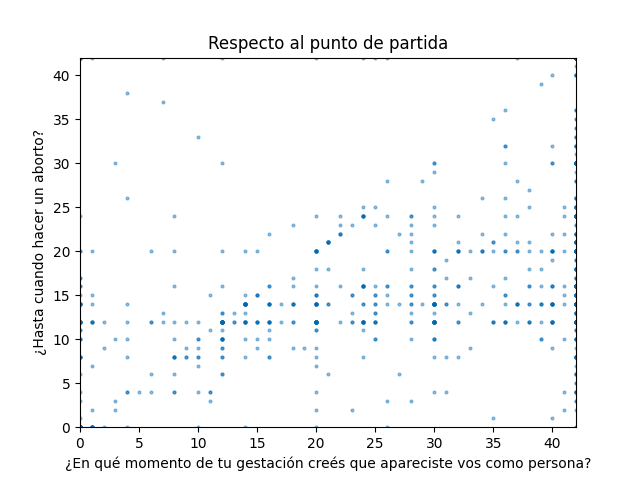 Respecto al punto de partida
¿Hasta cuando hacer un aborto?
40
35
30
25
20
15
10
5
0
0 5 10 15 20 25 30 35 40
¿En qué momento de tu gestación creés que apareciste vos como persona?